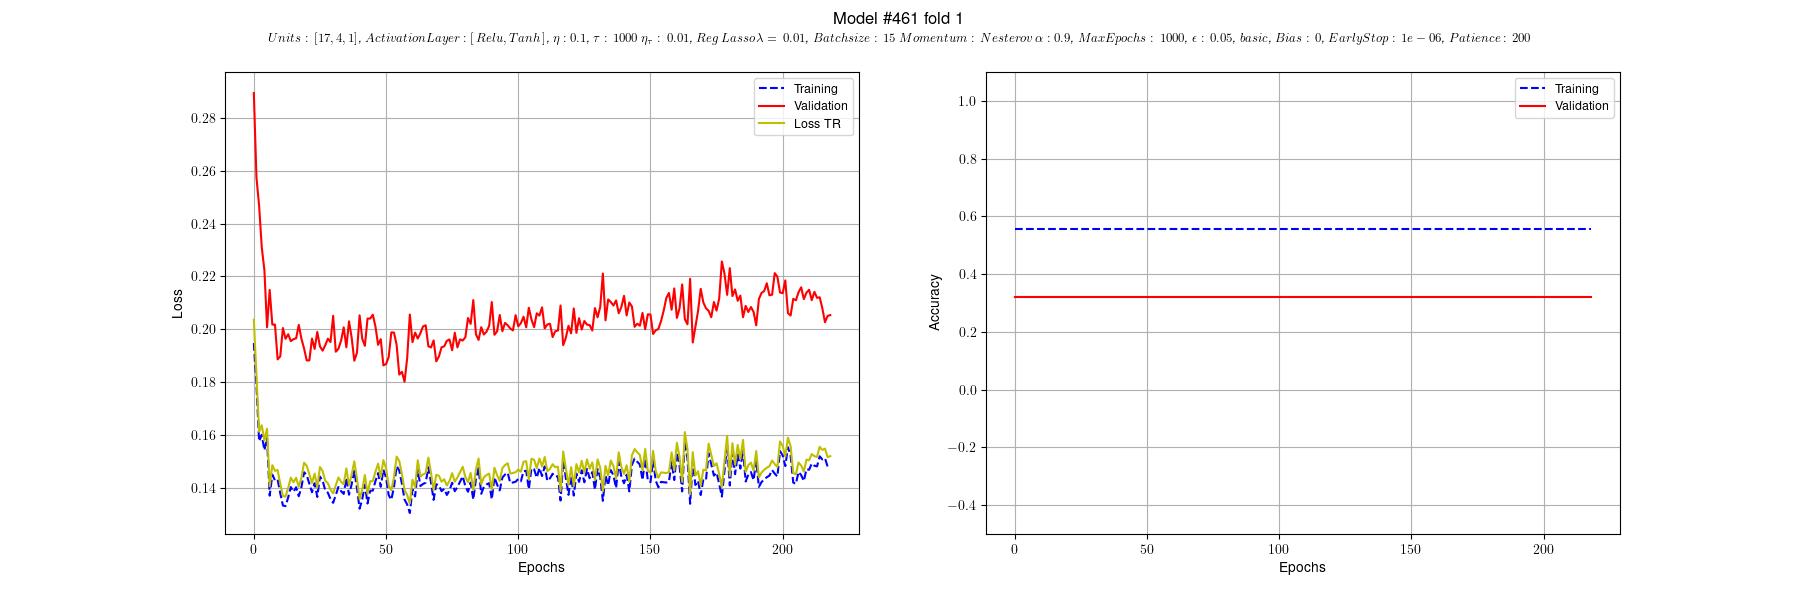 Model #461 fold 1
Units : [17, 4, 1], ActivationLayer : [ Relu, Tanh ], η : 0.1, τ : 1000 ητ : 0.01, Reg Lassoλ = 0.01, Batchsize : 15 Momentum : Nesterov α : 0.9, MaxEpochs : 1000, ϵ : 0.05, basic, Bias : 0, EarlyStop : 1e − 06, Patience : 200
Training
Validation
Loss TR
0.28
0.26
0.24
0.22
0.20
0.18
0.16
0.14
Loss
0 50 100 150 200
Epochs
Training
Validation
1.0
0.8
0.6
0.4
0.2
0.0
−0.2
−0.4
Accuracy
0 50 100 150 200
Epochs